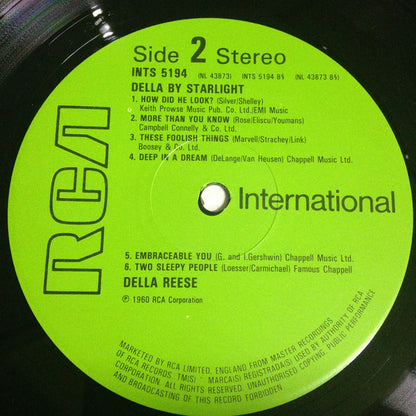 Side 2 Stereo
INTS 5194 (NL 43873) INTS 5194 BS (NL 43873 BS)
DELLA BY STARLIGHT
1. HOW DID HE LOOK? (Silver/Shelley)
Keith Prowse Music Pub. Co. Ltd./EMI Music
2. MORE THAN YOU KNOW (Rose/Eliscu/Youmans)
Campbell Connelly & Co. Ltd.
3. THESE FOOLISH THINGS (Marvell/Strachey/Link)
Boosey & Co. Ltd.
4. DEEP IN A DREAM (DeLange/Van Heusen) Chappell Music Ltd.
RCA
International
5. EMBRACEABLE YOU (G. and I.Gershwin) Chappell Music Ltd.
6. TWO SLEEPY PEOPLE (Loesser/Carmichael) Famous Chappell
DELLA REESE
℗ 1960 RCA Corporation
MARKETED BY RCA LIMITED, ENGLAND FROM MASTER RECORDINGS
OF RCA RECORDS. TM(S) ® MARCA(S) REGISTRADA(S) USED BY AUTHORITY OF RCA
CORPORATION. ALL RIGHTS RESERVED. UNAUTHORISED COPYING, PUBLIC PERFORMANCE
AND BROADCASTING OF THIS RECORD FORBIDDEN